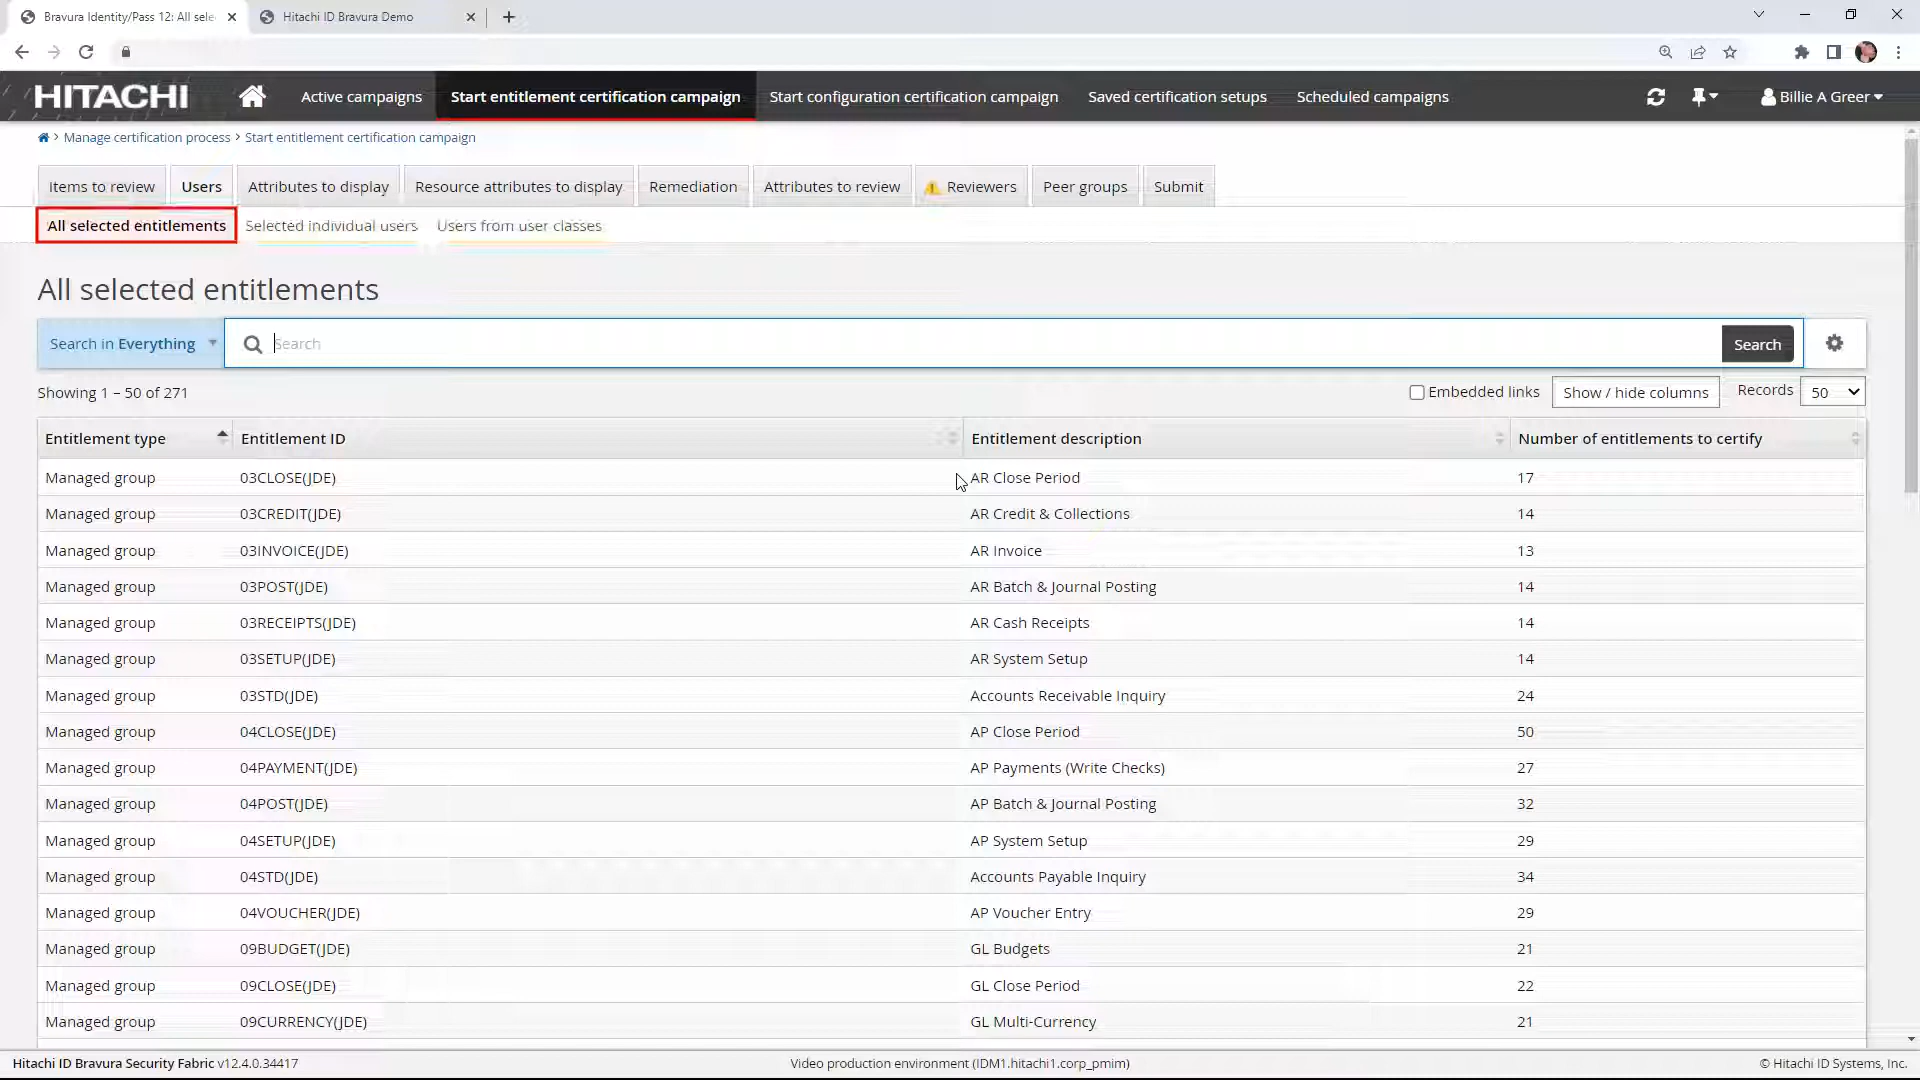 Bravura Identity/Pass 12: All sele
Hitachi ID Bravura Demo
HITACHI
Active campaigns
Start entitlement certification campaign
Start configuration certification campaign
Saved certification setups
Scheduled campaigns
Billie A Greer
> Manage certification process > Start entitlement certification campaign
Items to review
Users
Attributes to display
Resource attributes to display
Remediation
Attributes to review
Reviewers
Peer groups
Submit
All selected entitlements
Selected individual users
Users from user classes
All selected entitlements
Search in Everything
Search
Search
Showing 1 – 50 of 271
Embedded links
Show / hide columns
Records
50
Entitlement type Entitlement ID Entitlement description Number of entitlements to certify
Managed group 03CLOSE(JDE) AR Close Period 17
Managed group 03CREDIT(JDE) AR Credit & Collections 14
Managed group 03INVOICE(JDE) AR Invoice 13
Managed group 03POST(JDE) AR Batch & Journal Posting 14
Managed group 03RECEIPTS(JDE) AR Cash Receipts 14
Managed group 03SETUP(JDE) AR System Setup 14
Managed group 03STD(JDE) Accounts Receivable Inquiry 24
Managed group 04CLOSE(JDE) AP Close Period 50
Managed group 04PAYMENT(JDE) AP Payments (Write Checks) 27
Managed group 04POST(JDE) AP Batch & Journal Posting 32
Managed group 04SETUP(JDE) AP System Setup 29
Managed group 04STD(JDE) Accounts Payable Inquiry 34
Managed group 04VOUCHER(JDE) AP Voucher Entry 29
Managed group 09BUDGET(JDE) GL Budgets 21
Managed group 09CLOSE(JDE) GL Close Period 22
Managed group 09CURRENCY(JDE) GL Multi-Currency 21
Hitachi ID Bravura Security Fabric v12.4.0.34417
Video production environment (IDM1.hitachi1.corp_pmim)
© Hitachi ID Systems, Inc.